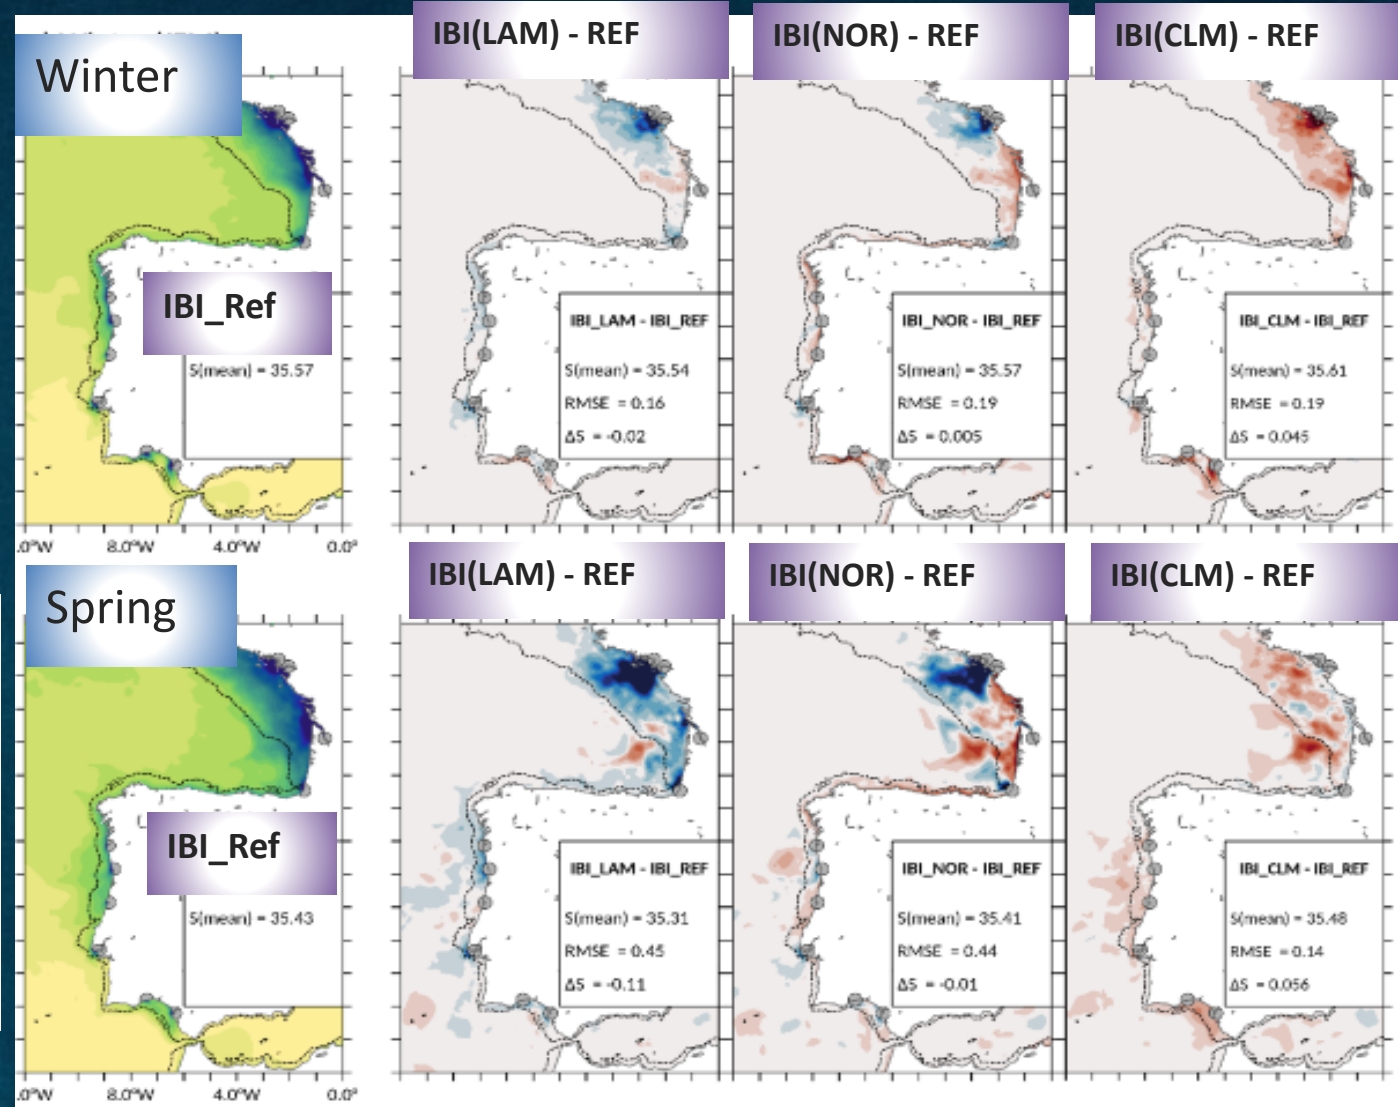 Winter
IBI(LAM) - REF
IBI(NOR) - REF
IBI(CLM) - REF
IBI_Ref
S(mean) = 35.57
IBI_LAM - IBI_REF
S(mean) = 35.54
RMSE = 0.16
ΔS = -0.02
IBI_NOR - IBI_REF
S(mean) = 35.57
RMSE = 0.19
ΔS = 0.005
IBI_CLM - IBI_REF
S(mean) = 35.61
RMSE = 0.19
ΔS = 0.045
.0°W 8.0°W 4.0°W 0.0°
Spring
IBI(LAM) - REF
IBI(NOR) - REF
IBI(CLM) - REF
IBI_Ref
S(mean) = 35.43
IBI_LAM - IBI_REF
S(mean) = 35.31
RMSE = 0.45
ΔS = -0.11
IBI_NOR - IBI_REF
S(mean) = 35.41
RMSE = 0.44
ΔS = -0.01
IBI_CLM - IBI_REF
S(mean) = 35.48
RMSE = 0.14
ΔS = 0.056
.0°W 8.0°W 4.0°W 0.0°